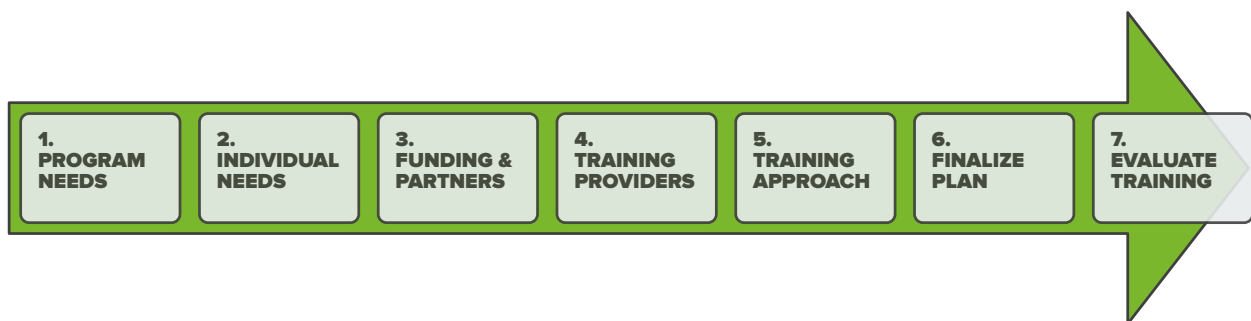 1.
PROGRAM
NEEDS
2.
INDIVIDUAL
NEEDS
3.
FUNDING &
PARTNERS
4.
TRAINING
PROVIDERS
5.
TRAINING
APPROACH
6.
FINALIZE
PLAN
7.
EVALUATE
TRAINING